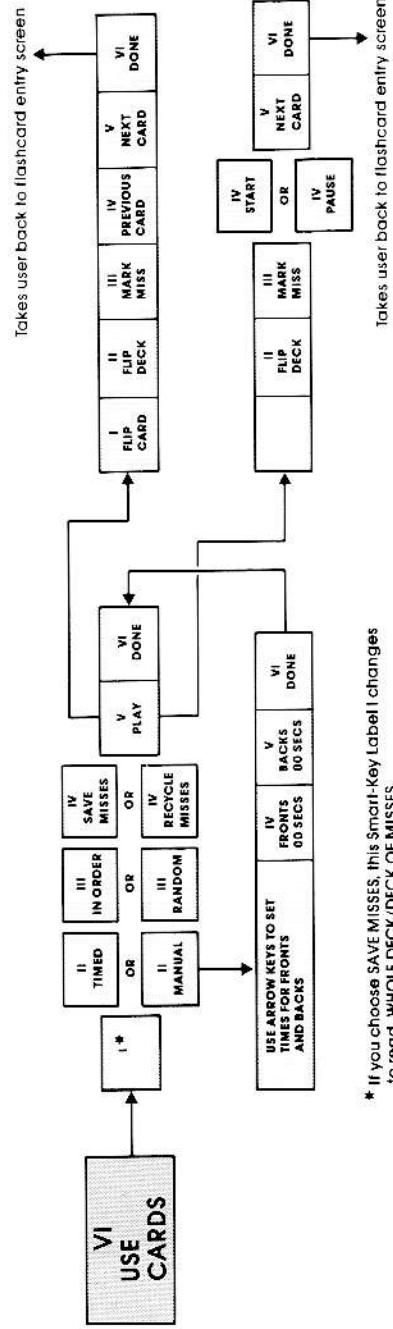 VI
USE
CARDS
I*
II
TIMED
OR
II
MANUAL
III
IN ORDER
OR
III
RANDOM
IV
SAVE
MISSES
OR
IV
RECYCLE
MISSES
V
PLAY
VI
DONE
USE ARROW KEYS TO SET
TIMES FOR FRONTS
AND BACKS
IV
FRONTS
00 SECS
V
BACKS
00 SECS
VI
DONE
I
FLIP
CARD
II
FLIP
DECK
III
MARK
MISS
IV
PREVIOUS
CARD
V
NEXT
CARD
VI
DONE
Takes user back to flashcard entry screen
II
FLIP
DECK
III
MARK
MISS
IV
START
OR
IV
PAUSE
V
NEXT
CARD
VI
DONE
Takes user back to flashcard entry screen
* If you choose SAVE MISSES, this Smart-Key Label I changes
to read, WHOLE DECK/DECK OF MISSES